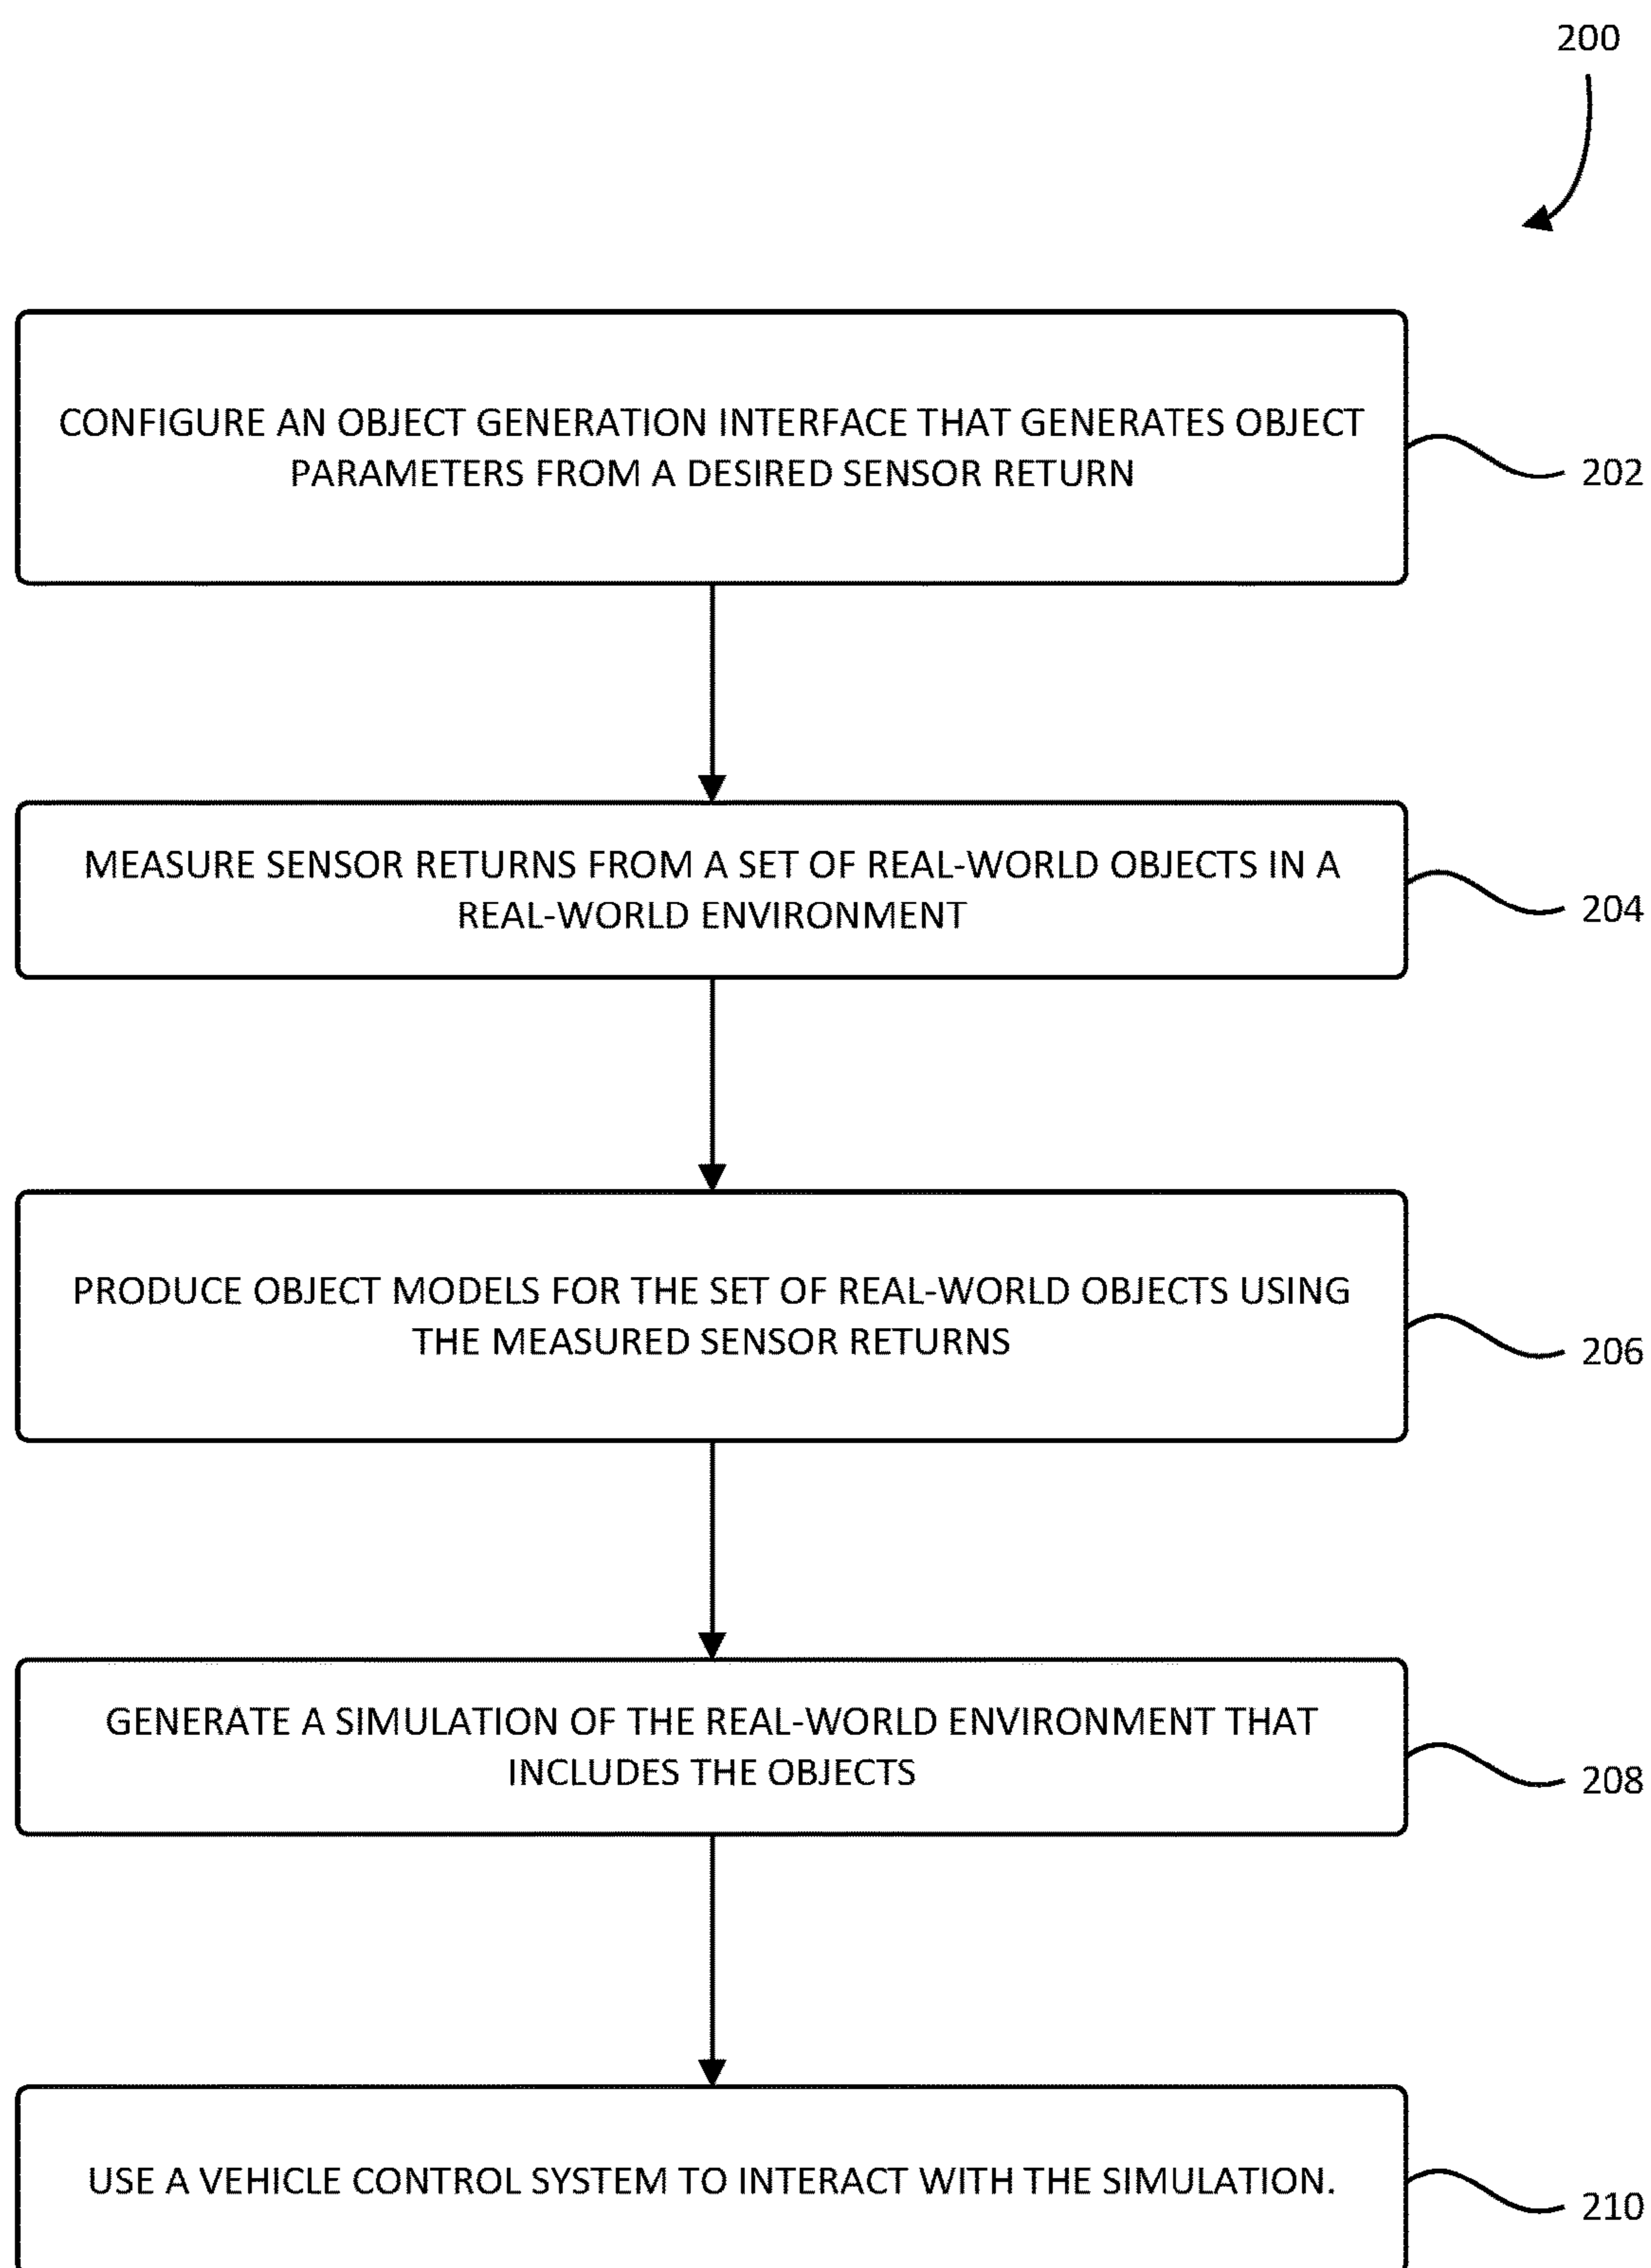 200
CONFIGURE AN OBJECT GENERATION INTERFACE THAT GENERATES OBJECT
PARAMETERS FROM A DESIRED SENSOR RETURN
202
MEASURE SENSOR RETURNS FROM A SET OF REAL-WORLD OBJECTS IN A
REAL-WORLD ENVIRONMENT
204
PRODUCE OBJECT MODELS FOR THE SET OF REAL-WORLD OBJECTS USING
THE MEASURED SENSOR RETURNS
206
GENERATE A SIMULATION OF THE REAL-WORLD ENVIRONMENT THAT
INCLUDES THE OBJECTS
208
USE A VEHICLE CONTROL SYSTEM TO INTERACT WITH THE SIMULATION.
210